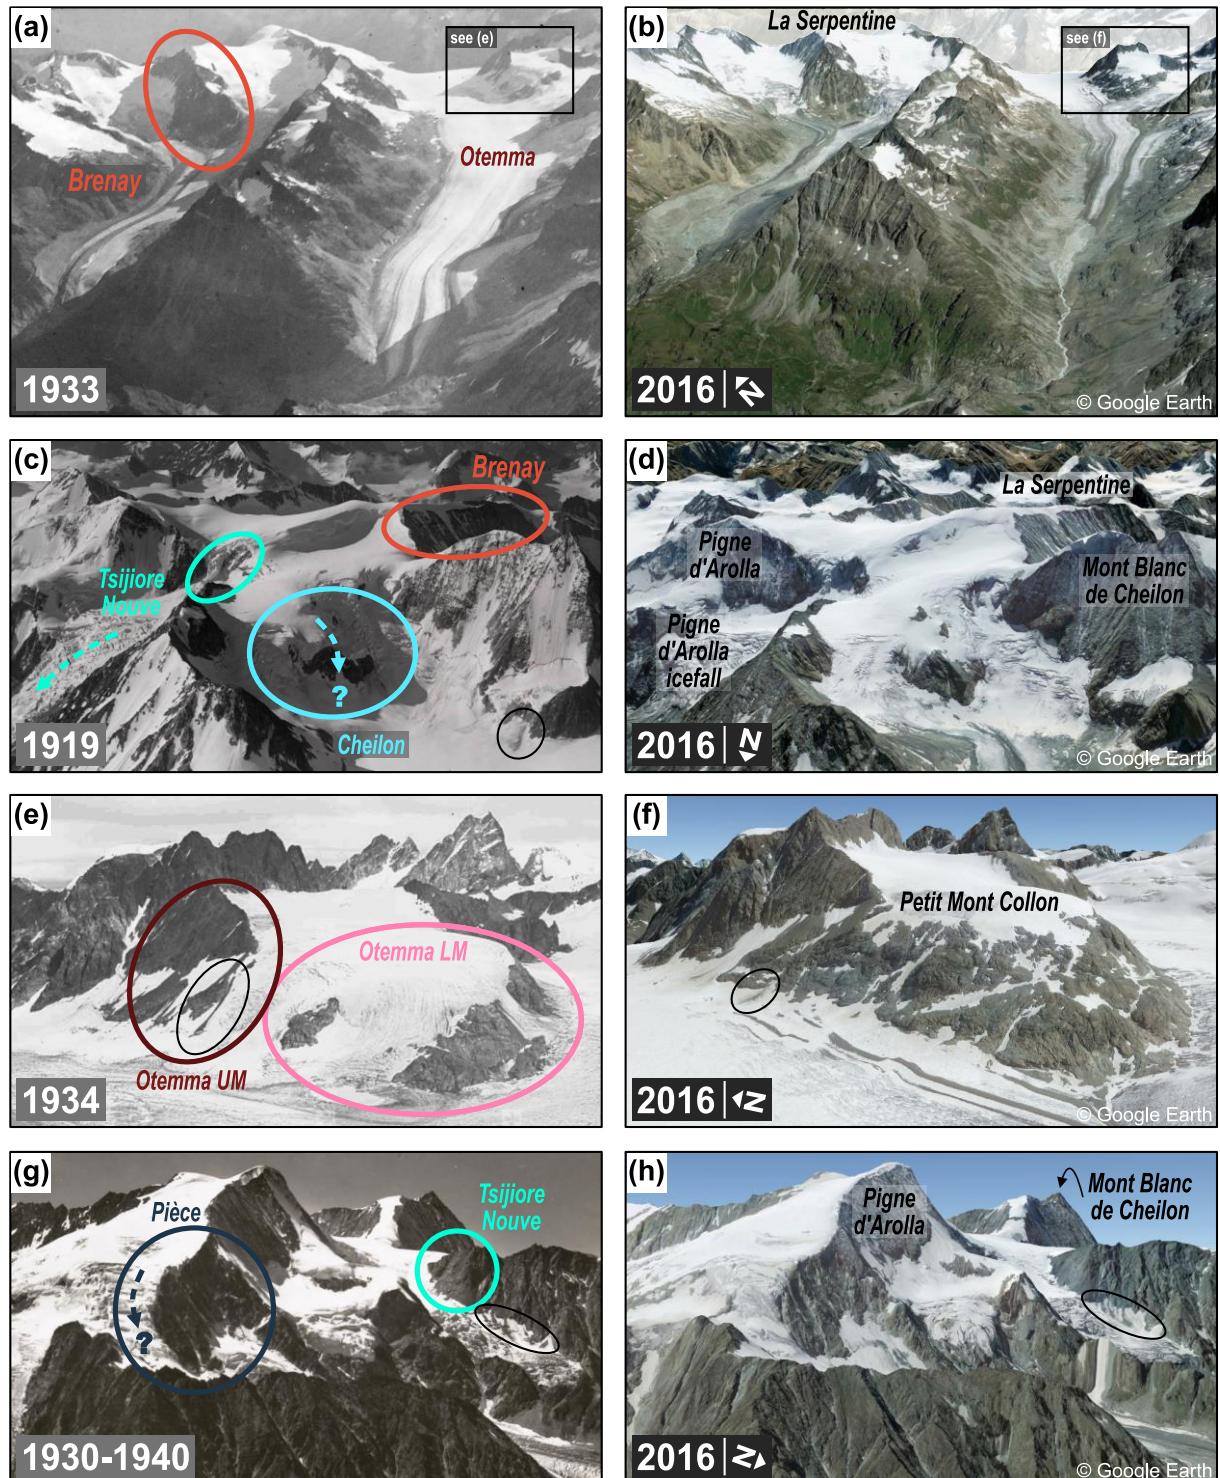 (a)
see (e)
Brenay
Otemma
1933
(b)
La Serpentine
see (f)
2016
N
© Google Earth
(c)
Brenay
Tsijiore
Nouve
?
Cheilon
1919
(d)
La Serpentine
Pigne
d'Arolla
Mont Blanc
de Cheilon
Pigne
d'Arolla
icefall
2016
N
© Google Earth
(e)
Otemma LM
Otemma UM
1934
(f)
Petit Mont Collon
2016
N
© Google Earth
(g)
Pièce
Tsijiore
Nouve
?
1930-1940
(h)
Pigne
d'Arolla
Mont Blanc
de Cheilon
2016
N
© Google Earth